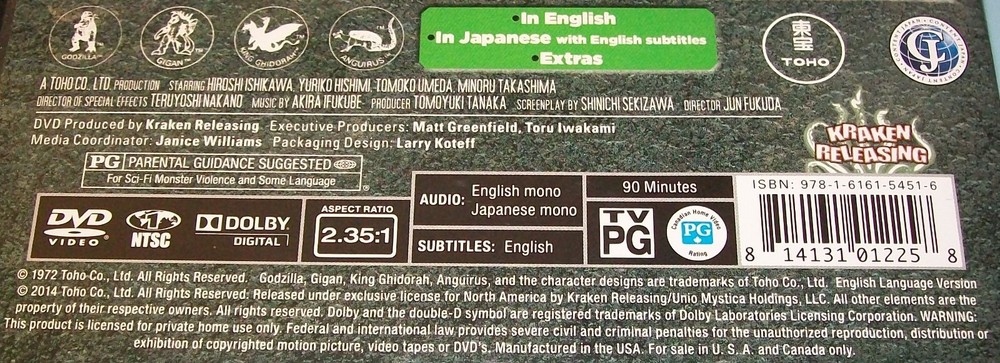 GODZILLA™
GIGAN™
KING GHIDORAH
ANGUIRUS™
•In English
•In Japanese with English subtitles
•Extras
東
宝
TOHO
CJ
A TOHO CO., LTD. PRODUCTION STARRING HIROSHI ISHIKAWA, YURIKO HISHIMI, TOMOKO UMEDA, MINORU TAKASHIMA
DIRECTOR OF SPECIAL EFFECTS TERUYOSHI NAKANO MUSIC BY AKIRA IFUKUBE PRODUCER TOMOYUKI TANAKA SCREENPLAY BY SHINICHI SEKIZAWA DIRECTOR JUN FUKUDA
DVD Produced by Kraken Releasing Executive Producers: Matt Greenfield, Toru Iwakami
Media Coordinator: Janice Williams Packaging Design: Larry Koteff
KRAKEN
RELEASING
PG PARENTAL GUIDANCE SUGGESTED
For Sci-Fi Monster Violence and Some Language
®
DVD
VIDEO
NTSC
DOLBY
DIGITAL
ASPECT RATIO
2.35:1
AUDIO: English mono
Japanese mono
SUBTITLES: English
90 Minutes
TV
PG
Canadian Home Video
PG
Rating
ISBN: 978-1-6161-5451-6
8 14131 01225 8
© 1972 Toho Co., Ltd. All Rights Reserved. Godzilla, Gigan, King Ghidorah, Anguirus, and the character designs are trademarks of Toho Co., Ltd. English Language Version
© 2014 Toho Co., Ltd. All Rights Reserved: Released under exclusive license for North America by Kraken Releasing/Unio Mystica Holdings, LLC. All other elements are the
property of their respective owners. All rights reserved. Dolby and the double-D symbol are registered trademarks of Dolby Laboratories Licensing Corporation. WARNING:
This product is licensed for private home use only. Federal and international law provides severe civil and criminal penalties for the unauthorized reproduction, distribution or
exhibition of copyrighted motion picture, video tapes or DVD's. Manufactured in the USA. For sale in U. S. A. and Canada only.